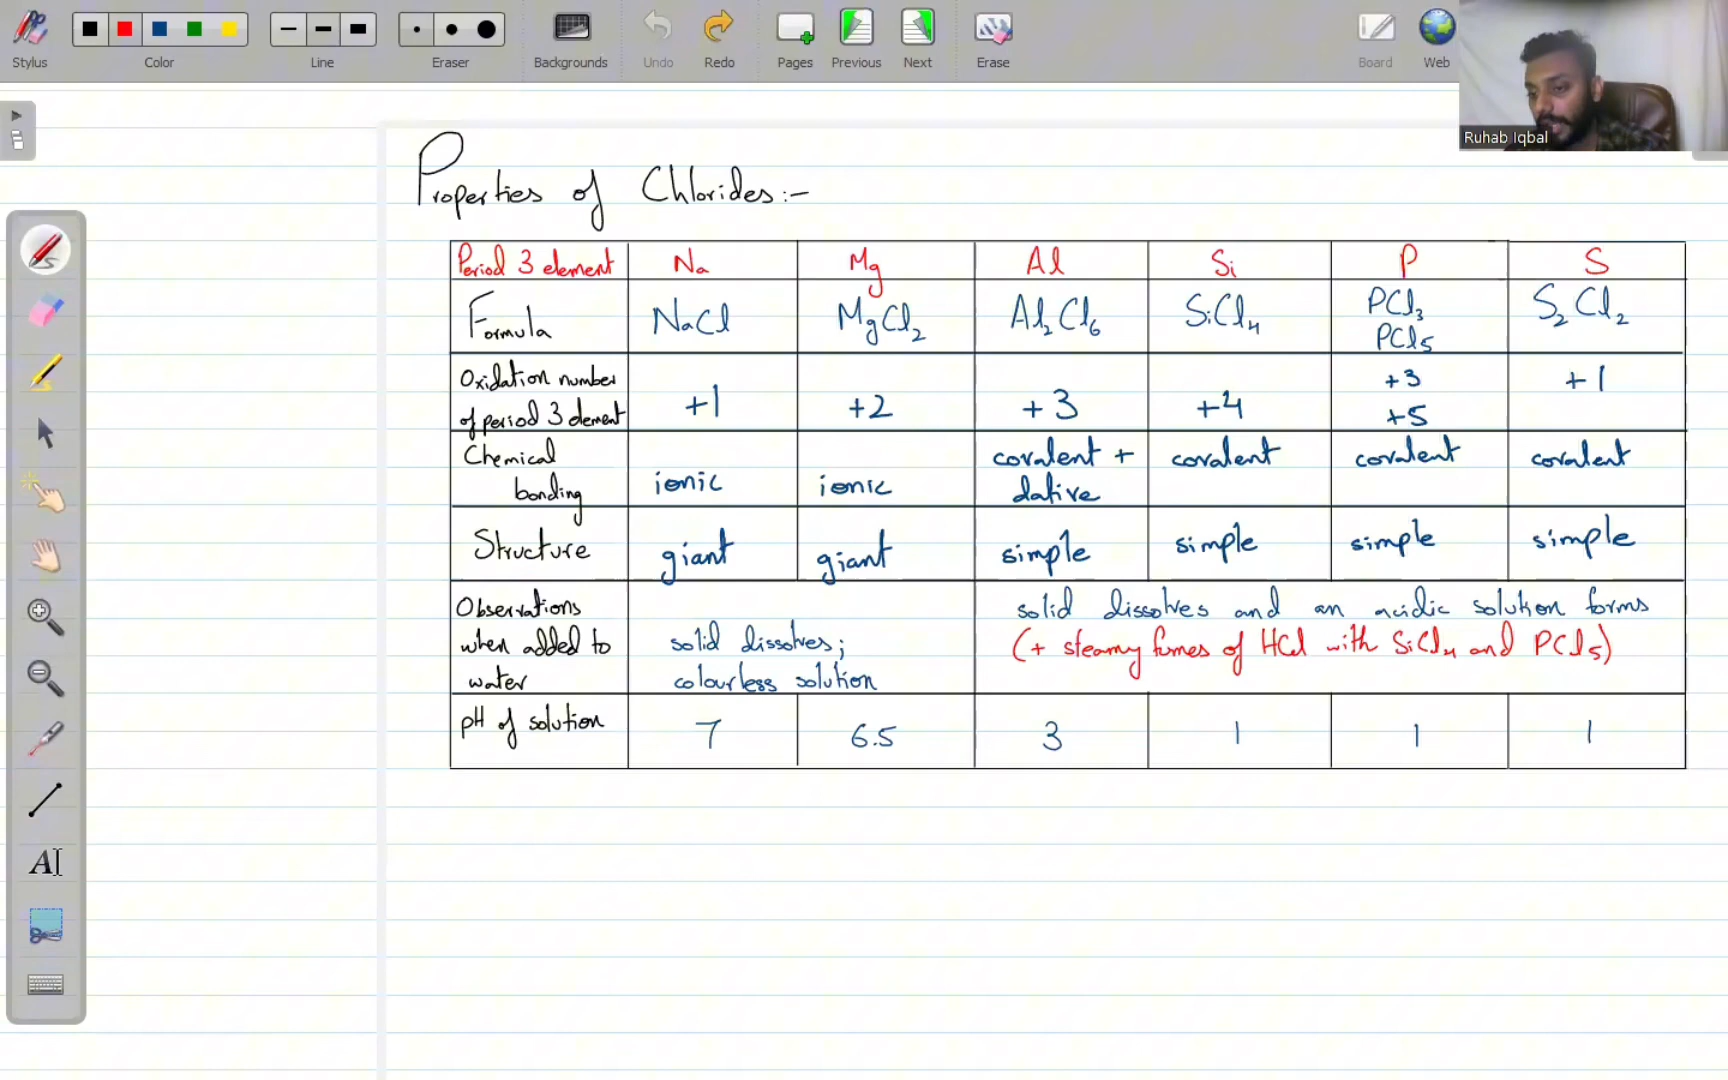 Stylus
Color
Line
Eraser
Backgrounds
Undo
Redo
Pages
Previous
Next
Erase
Board
Web
Ruhab Iqbal
Properties of Chlorides:-
Period 3 element Na Mg Al Si P S
Formula NaCl MgCl2 Al2Cl6 SiCl4 PCl3 PCl5 S2Cl2
Oxidation number of period 3 element +1 +2 +3 +4 +3 +5 +1
Chemical bonding ionic ionic covalent + dative covalent covalent covalent
Structure giant giant simple simple simple simple
Observations when added to water
solid dissolves;
colourless solution
solid dissolves and an acidic solution forms
(+ steamy fumes of HCl with SiCl4 and PCl5)
pH of solution 7 6.5 3 1 1 1
AI